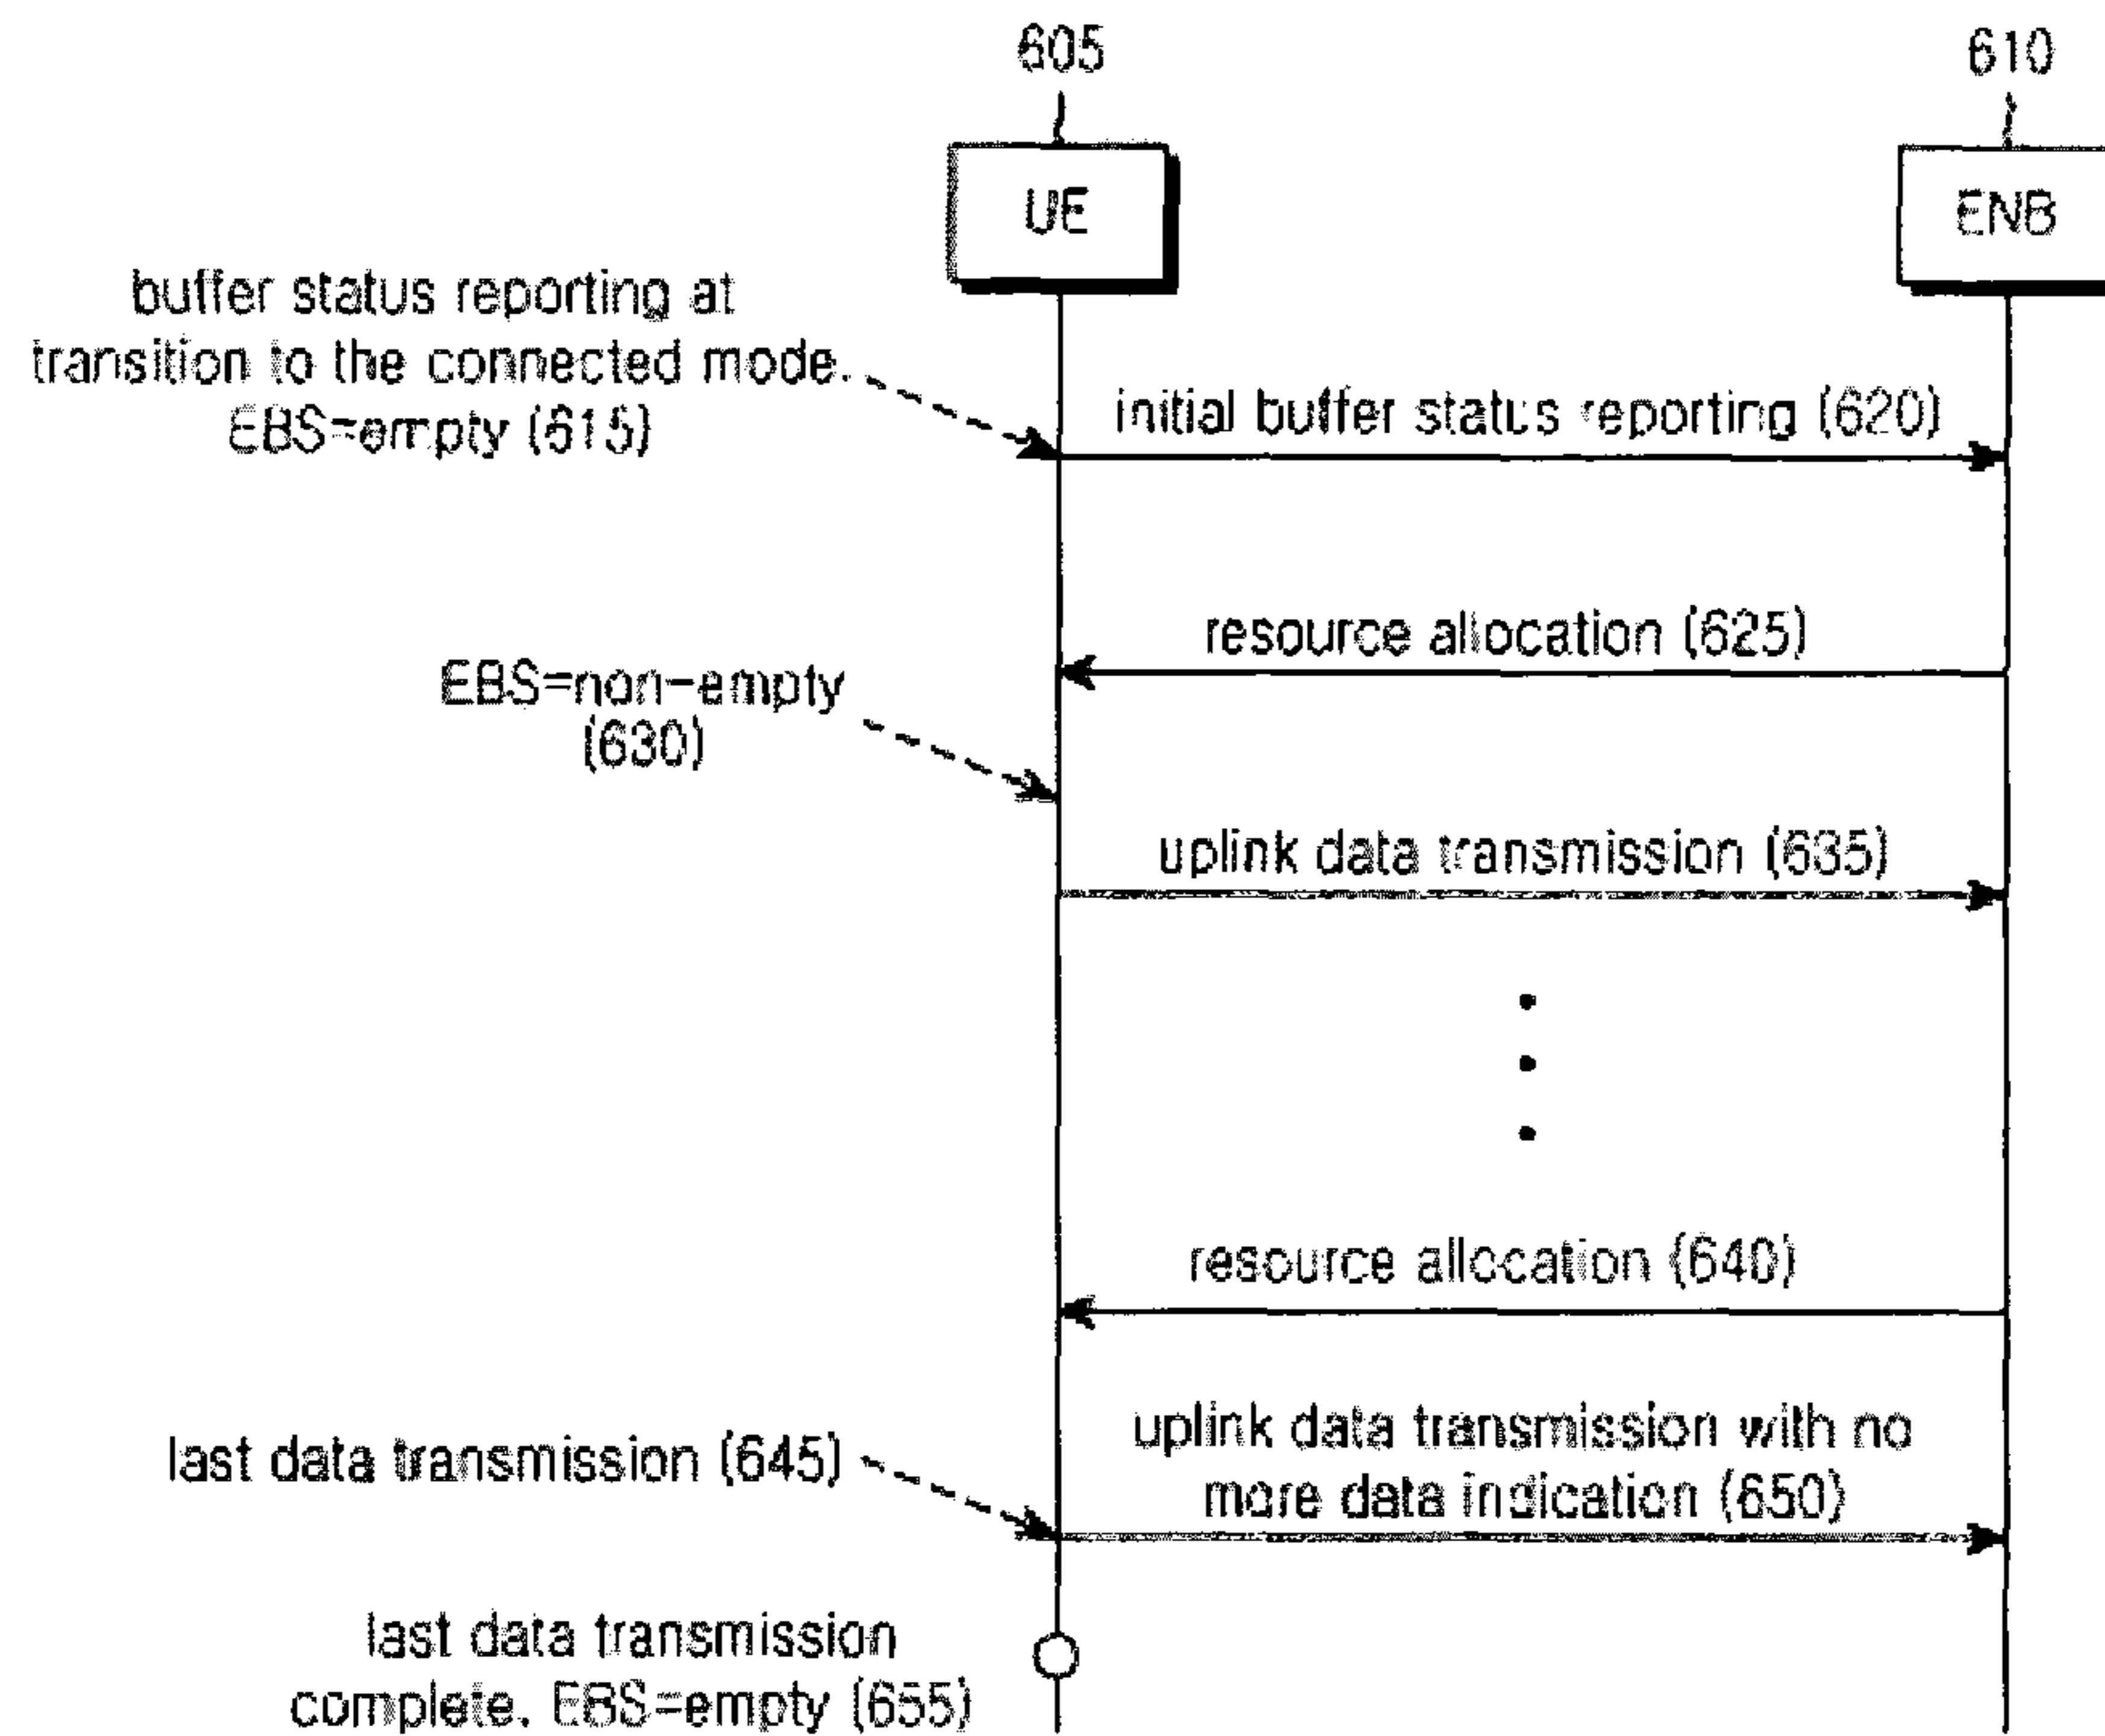 605
610
UE
ENB
buffer status reporting at
transition to the connected mode.
EBS=empty (615)
initial buffer status reporting (620)
resource allocation (625)
EBS=non-empty
(630)
uplink data transmission (635)
resource allocation (640)
last data transmission (645)
uplink data transmission with no
more data indication (650)
last data transmission
complete. EBS=empty (655)